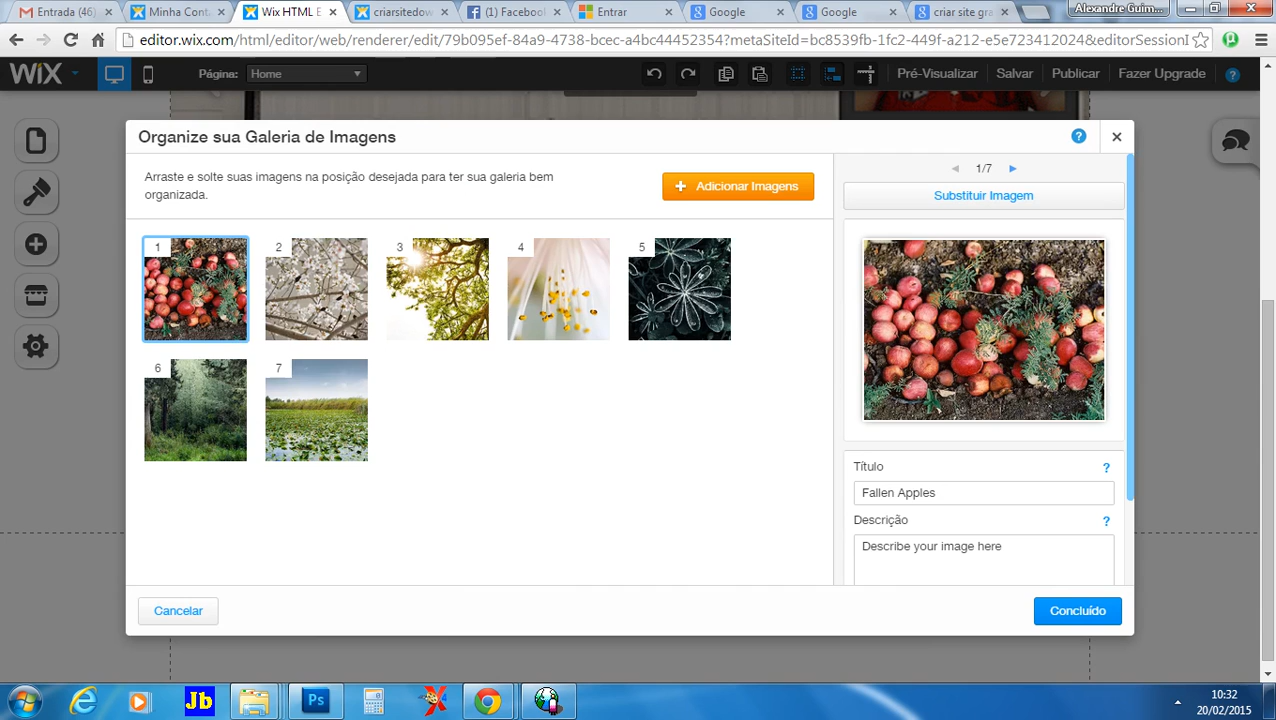 Entrada (46)
Minha Cont
Wix HTML E
criarsitedow
(1) Facebook
Entrar
Google
Google
criar site gra
Alexandre Guim...
editor.wix.com/html/editor/web/renderer/edit/79b095ef-84a9-4738-bcec-a4bc44452354?metaSiteId=bc8539fb-1fc2-449f-a212-e5e723412024&editorSessionI
WiX
Página:
Home
Pré-Visualizar
Salvar
Publicar
Fazer Upgrade
?
Organize sua Galeria de Imagens
?
Arraste e solte suas imagens na posição desejada para ter sua galeria bem
organizada.
+ Adicionar Imagens
1/7
Substituir Imagem
1
2
3
4
5
6
7
Título
?
Fallen Apples
Descrição
?
Describe your image here
Cancelar
Concluído
Jb
Ps
10:32
20/02/2015